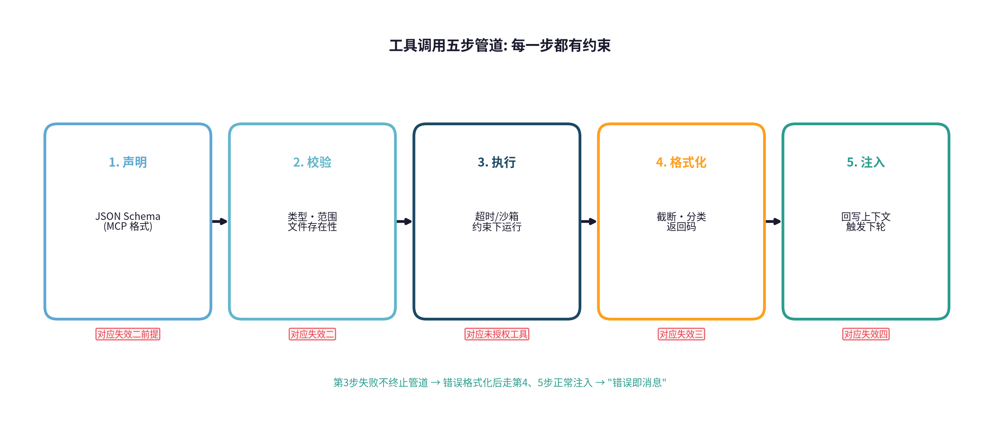 工具调用五步管道: 每一步都有约束
1. 声明
JSON Schema
(MCP格式)
对应失效二前提
2. 校验
类型·范围
文件存在
对应失效二
3. 执行
超时/沙箱
约束下运行
对应失败工具
4. 格式化
截断·分类
返回码
对应失效三
5. 注入
回写上下文
触发下轮
对应失效四
第3步失败不终止管道 → 错误格式化后走第4、5步正常注入 → "错误即消息"